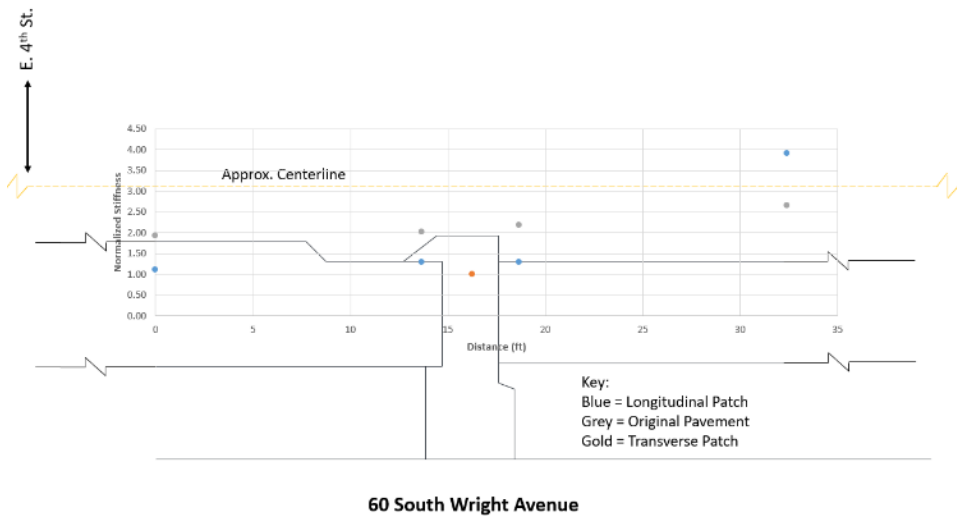 E. 4th St.
4.50
4.00
3.50
3.00
2.50
2.00
1.50
1.00
0.50
0.00
Normalized Stiffness
Approx. Centerline
0 5 10 15 20 25 30 35
Distance (ft)
Key:
Blue = Longitudinal Patch
Grey = Original Pavement
Gold = Transverse Patch
60 South Wright Avenue